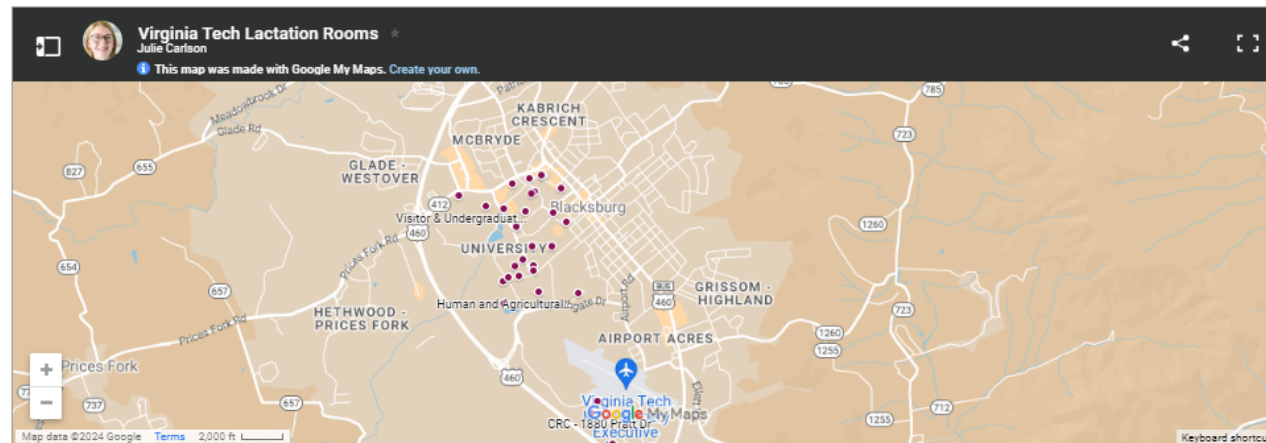 Virginia Tech Lactation Rooms
Julie Carlson
This map was made with Google My Maps. Create your own.
Meadowbrook Dr
Glade Rd
KABRICH
CRESCENT
MCBRYDE
785
723
827
655
GLADE -
WESTOVER
412
Visitor & Undergraduat...
Blacksburg
460
1260
UNIVERSITY
Prices Fork Rd
654
657
BUS
460
GRISSOM -
HIGHLAND
Human and Agricultural...
Airport Rd
HETHWOOD -
PRICES FORK
723
Prices Fork Rd
AIRPORT ACRES
1260
1255
+
Prices Fork
460
−
737
657
Virginia Tech
Google My Maps
CRC - 1880 Pratt Dr
Executive
712
1255
Map data ©2024 Google
Terms
2,000 ft
Keyboard shortcu